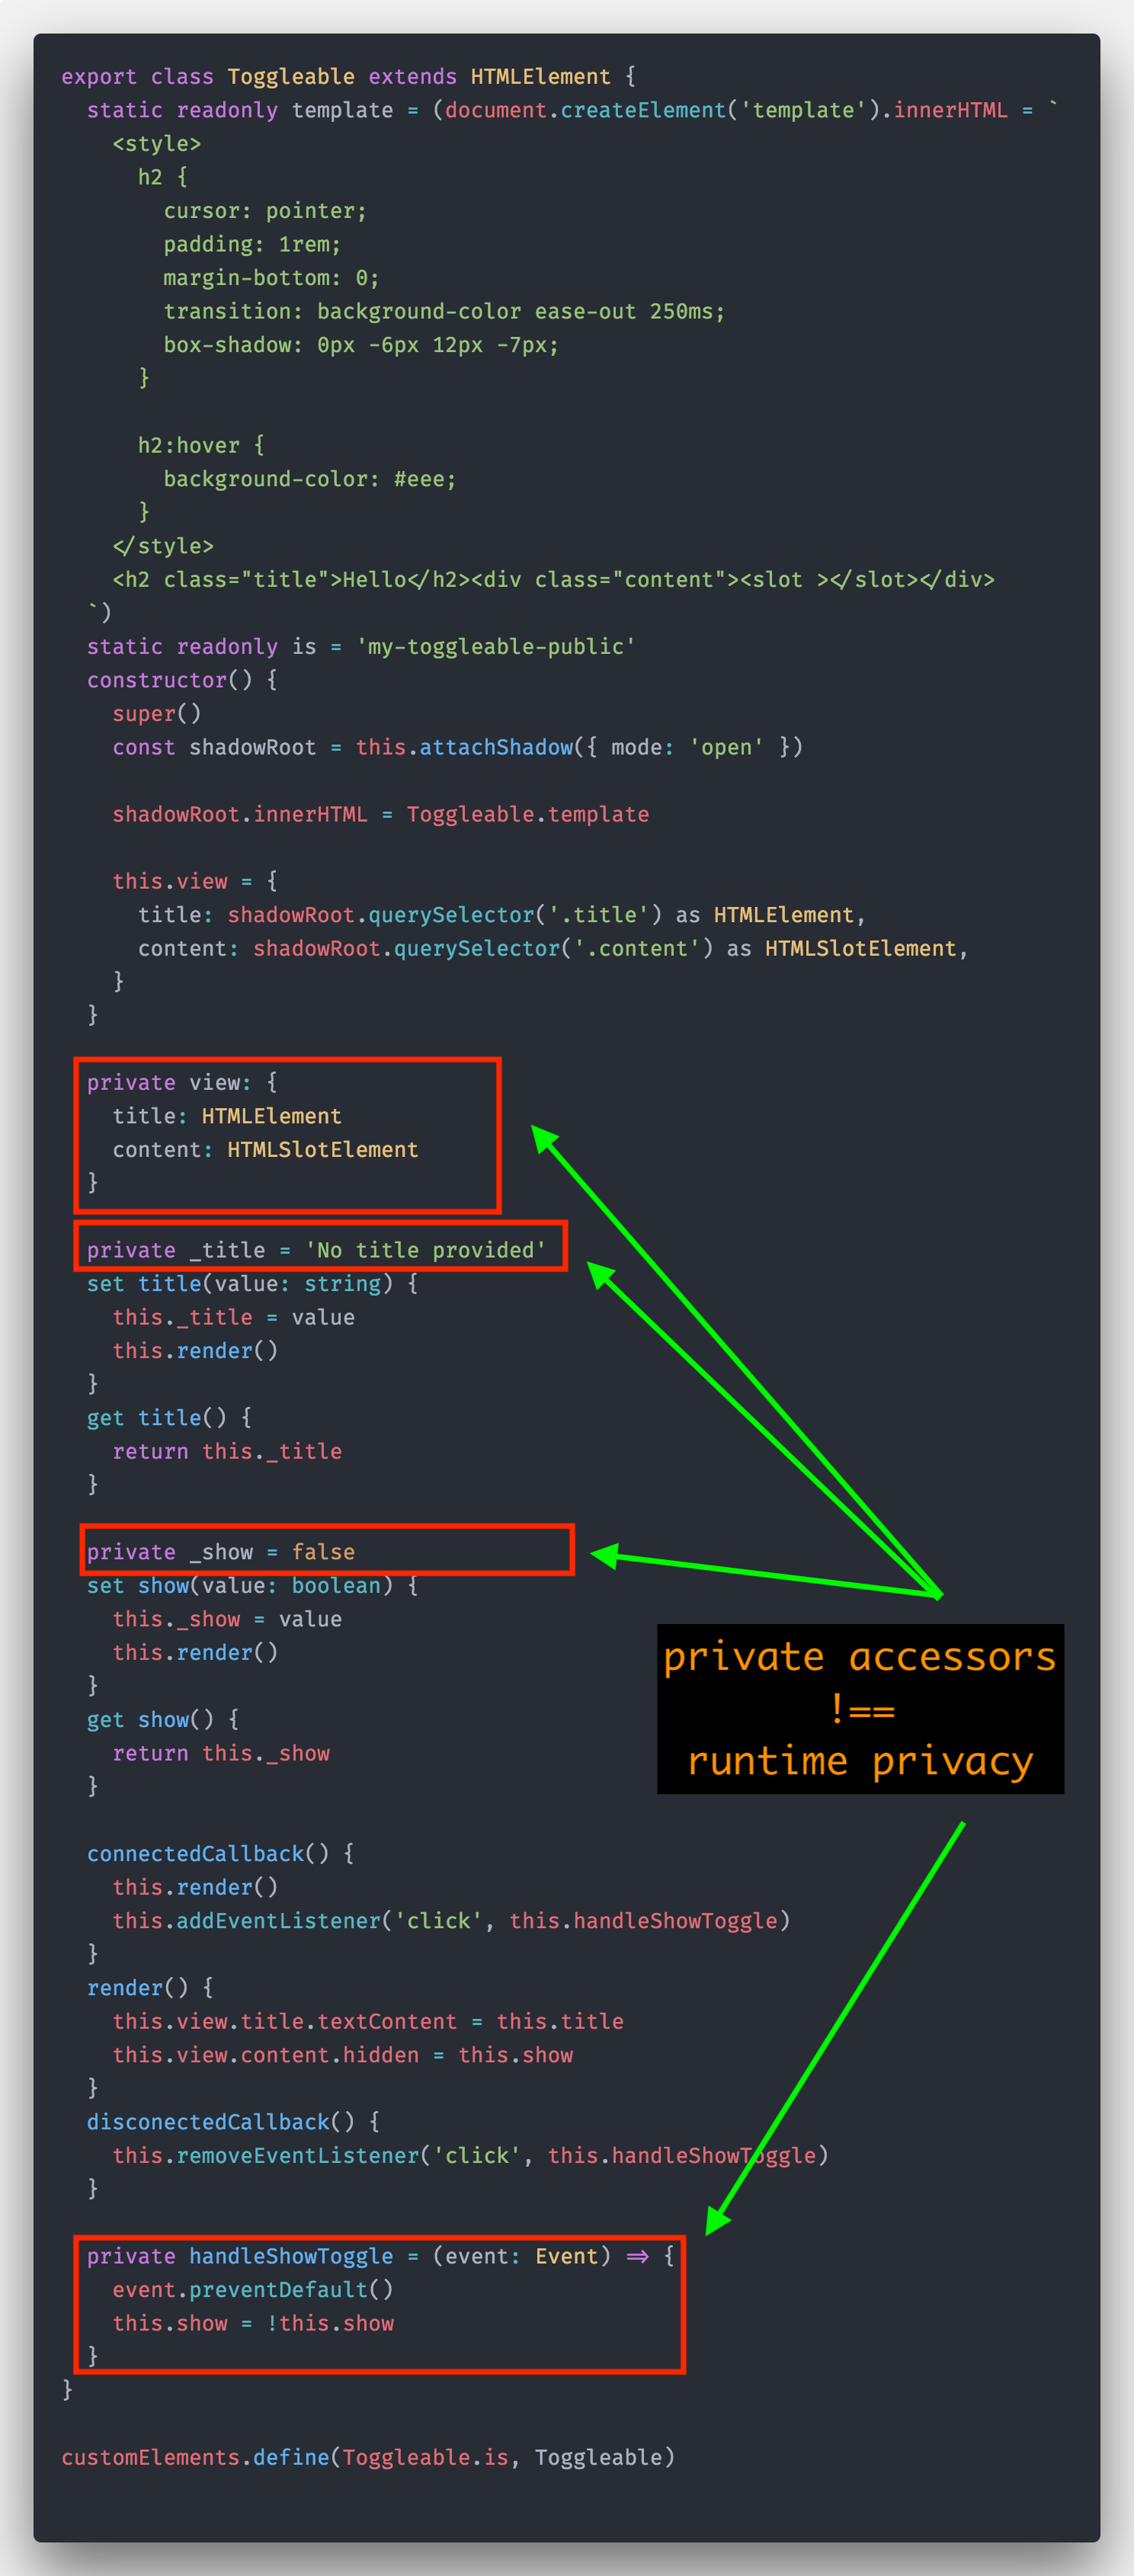 export class Toggleable extends HTMLElement {
  static readonly template = (document.createElement('template').innerHTML = `
    <style>
      h2 {
        cursor: pointer;
        padding: 1rem;
        margin-bottom: 0;
        transition: background-color ease-out 250ms;
        box-shadow: 0px -6px 12px -7px;
      }

      h2:hover {
        background-color: #eee;
      }
    </style>
    <h2 class="title">Hello</h2><div class="content"><slot ></slot></div>
  `)
  static readonly is = 'my-toggleable-public'
  constructor() {
    super()
    const shadowRoot = this.attachShadow({ mode: 'open' })

    shadowRoot.innerHTML = Toggleable.template

    this.view = {
      title: shadowRoot.querySelector('.title') as HTMLElement,
      content: shadowRoot.querySelector('.content') as HTMLSlotElement,
    }
  }

  private view: {
    title: HTMLElement
    content: HTMLSlotElement
  }

  private _title = 'No title provided'
  set title(value: string) {
    this._title = value
    this.render()
  }
  get title() {
    return this._title
  }

  private _show = false
  set show(value: boolean) {
    this._show = value
    this.render()
  }
  get show() {
    return this._show
  }

private accessors
!==
runtime privacy

  connectedCallback() {
    this.render()
    this.addEventListener('click', this.handleShowToggle)
  }
  render() {
    this.view.title.textContent = this.title
    this.view.content.hidden = this.show
  }
  disconectedCallback() {
    this.removeEventListener('click', this.handleShowToggle)
  }

  private handleShowToggle = (event: Event) => {
    event.preventDefault()
    this.show = !this.show
  }
}

customElements.define(Toggleable.is, Toggleable)